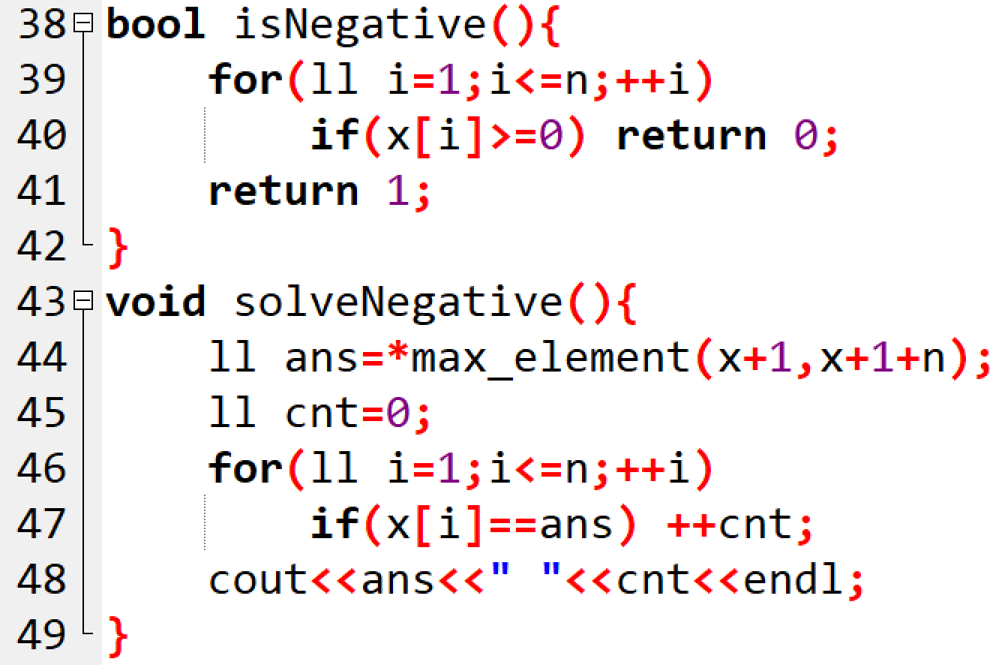 38 bool isNegative(){
39     for(ll i=1;i<=n;++i)
40         if(x[i]>=0) return 0;
41     return 1;
42 }
43 void solveNegative(){
44     ll ans=*max_element(x+1,x+1+n);
45     ll cnt=0;
46     for(ll i=1;i<=n;++i)
47         if(x[i]==ans) ++cnt;
48     cout<<ans<<" "<<cnt<<endl;
49 }